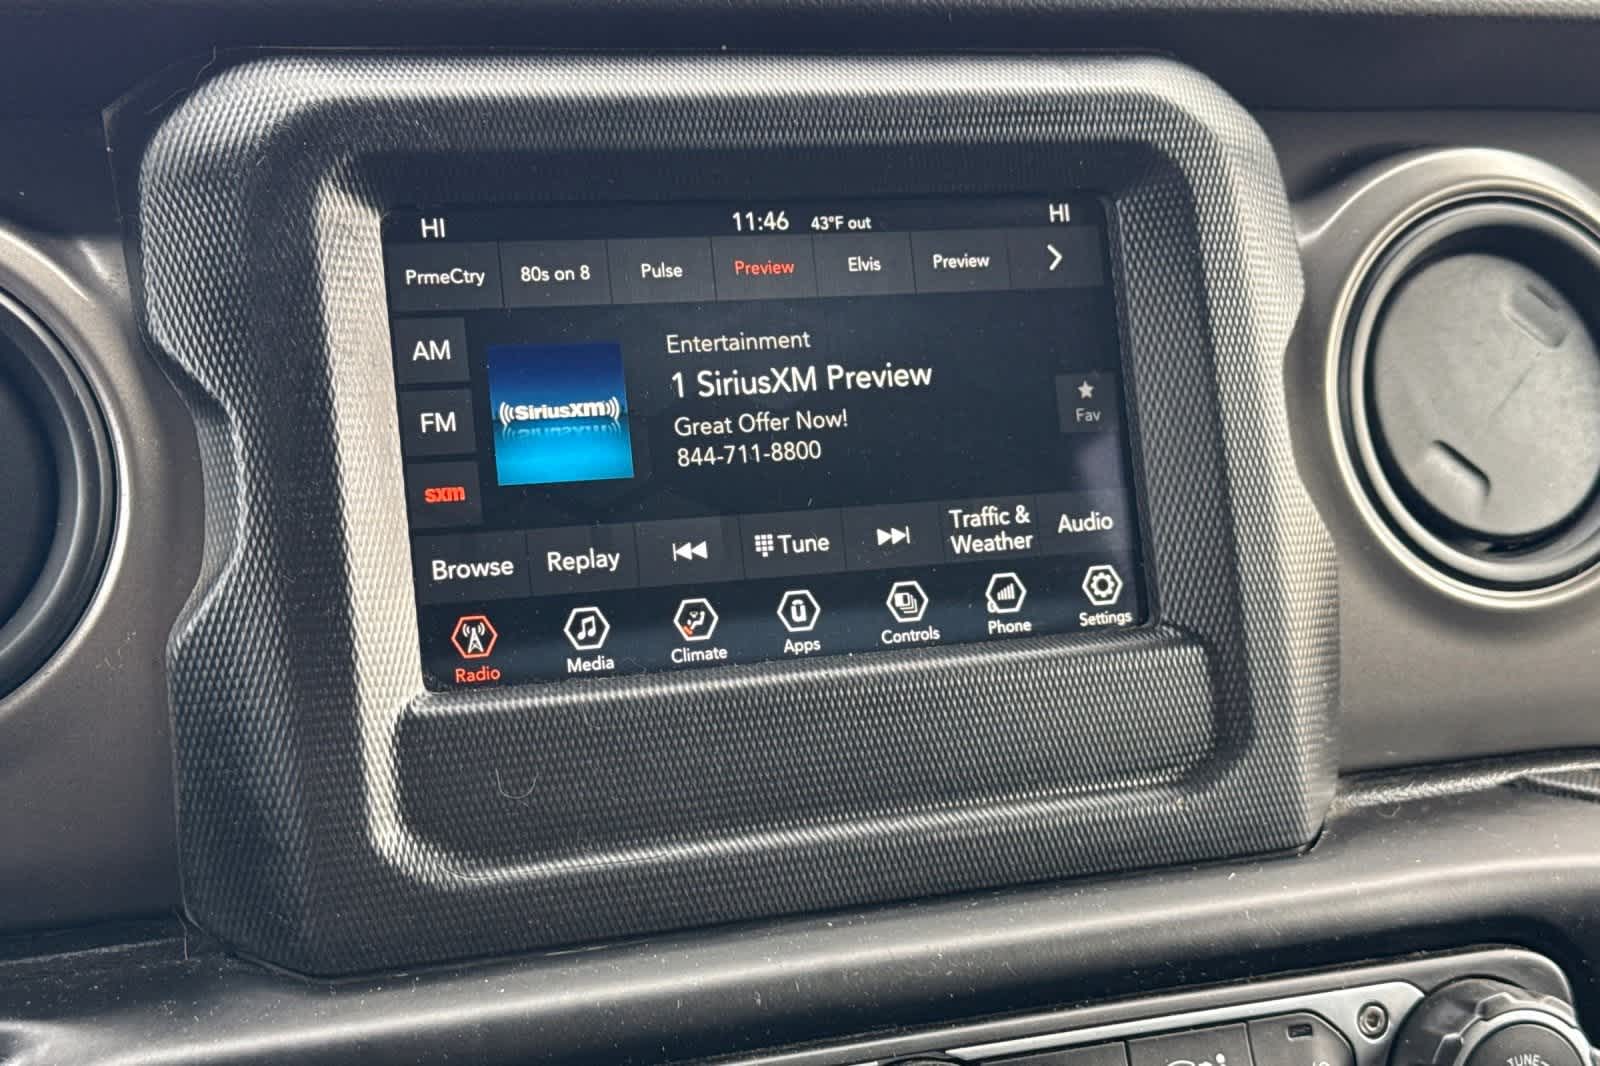 HI 11:46 43°F out HI
PrmeCtry 80s on 8 Pulse Preview Elvis Preview
AM
FM
sxm
((SiriusXM))
Entertainment
1 SiriusXM Preview
Great Offer Now!
844-711-8800
Fav
Browse Replay Tune Traffic & Weather Audio
Radio Media Climate Apps Controls Phone Settings
TUNE